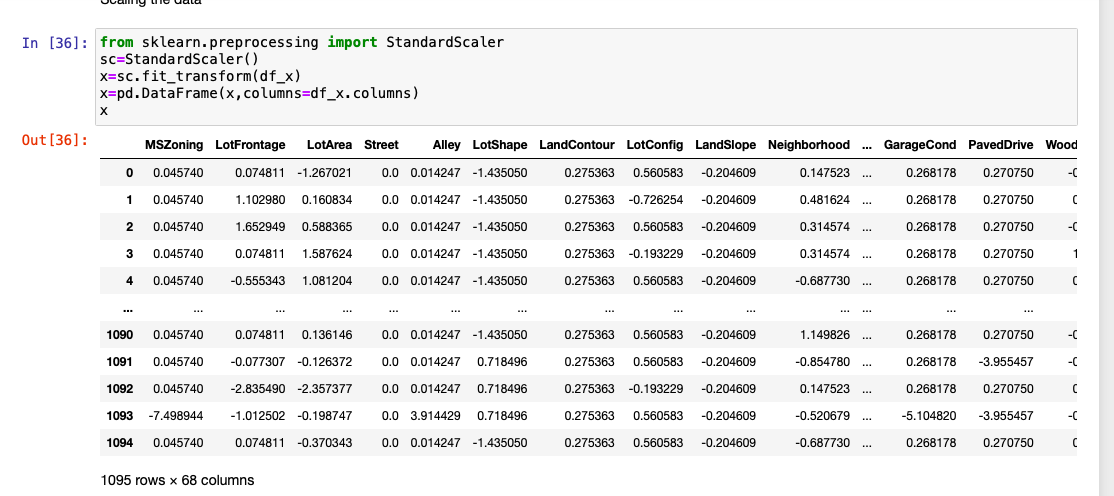 Scaling the data
In [36]: from sklearn.preprocessing import StandardScaler
sc=StandardScaler()
x=sc.fit_transform(df_x)
x=pd.DataFrame(x,columns=df_x.columns)
x
Out[36]:
MSZoning LotFrontage LotArea Street Alley LotShape LandContour LotConfig LandSlope Neighborhood ... GarageCond PavedDrive Wood
0 0.045740 0.074811 -1.267021 0.0 0.014247 -1.435050 0.275363 0.560583 -0.204609 0.147523 ... 0.268178 0.270750 -0
1 0.045740 1.102980 0.160834 0.0 0.014247 -1.435050 0.275363 -0.726254 -0.204609 0.481624 ... 0.268178 0.270750 0
2 0.045740 1.652949 0.588365 0.0 0.014247 -1.435050 0.275363 0.560583 -0.204609 0.314574 ... 0.268178 0.270750 -0
3 0.045740 0.074811 1.587624 0.0 0.014247 -1.435050 0.275363 -0.193229 -0.204609 0.314574 ... 0.268178 0.270750 1
4 0.045740 -0.555343 1.081204 0.0 0.014247 -1.435050 0.275363 0.560583 -0.204609 -0.687730 ... 0.268178 0.270750 0
... ... ... ... ... ... ... ... ... ... ... ... ... ...
1090 0.045740 0.074811 0.136146 0.0 0.014247 -1.435050 0.275363 0.560583 -0.204609 1.149826 ... 0.268178 0.270750 -0
1091 0.045740 -0.077307 -0.126372 0.0 0.014247 0.718496 0.275363 0.560583 -0.204609 -0.854780 ... 0.268178 -3.955457 -0
1092 0.045740 -2.835490 -2.357377 0.0 0.014247 0.718496 0.275363 -0.193229 -0.204609 0.147523 ... 0.268178 0.270750 0
1093 -7.498944 -1.012502 -0.198747 0.0 3.914429 0.718496 0.275363 0.560583 -0.204609 -0.520679 ... -5.104820 -3.955457 -0
1094 0.045740 0.074811 -0.370343 0.0 0.014247 -1.435050 0.275363 0.560583 -0.204609 -0.687730 ... 0.268178 0.270750 0
1095 rows × 68 columns